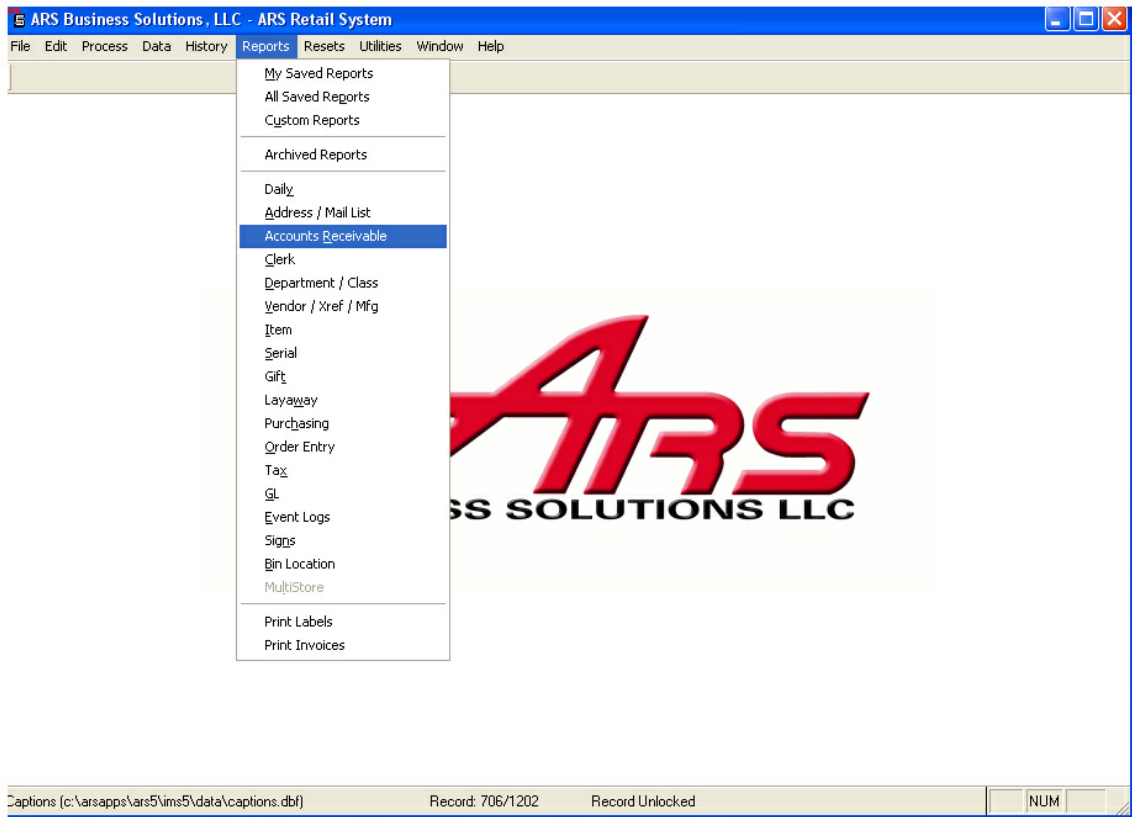 ARS Business Solutions, LLC - ARS Retail System
File Edit Process Data History Reports Resets Utilities Window Help
My Saved Reports
All Saved Reports
Custom Reports
Archived Reports
Daily
Address / Mail List
Accounts Receivable
Clerk
Department / Class
Vendor / Xref / Mfg
Item
Serial
Gift
Layaway
Purchasing
Order Entry
Tax
GL
Event Logs
Signs
Bin Location
MultiStore
Print Labels
Print Invoices
ARS
SS SOLUTIONS LLC
Captions (c:\arsapps\ars5\ims5\data\captions.dbf) Record: 706/1202 Record Unlocked NUM